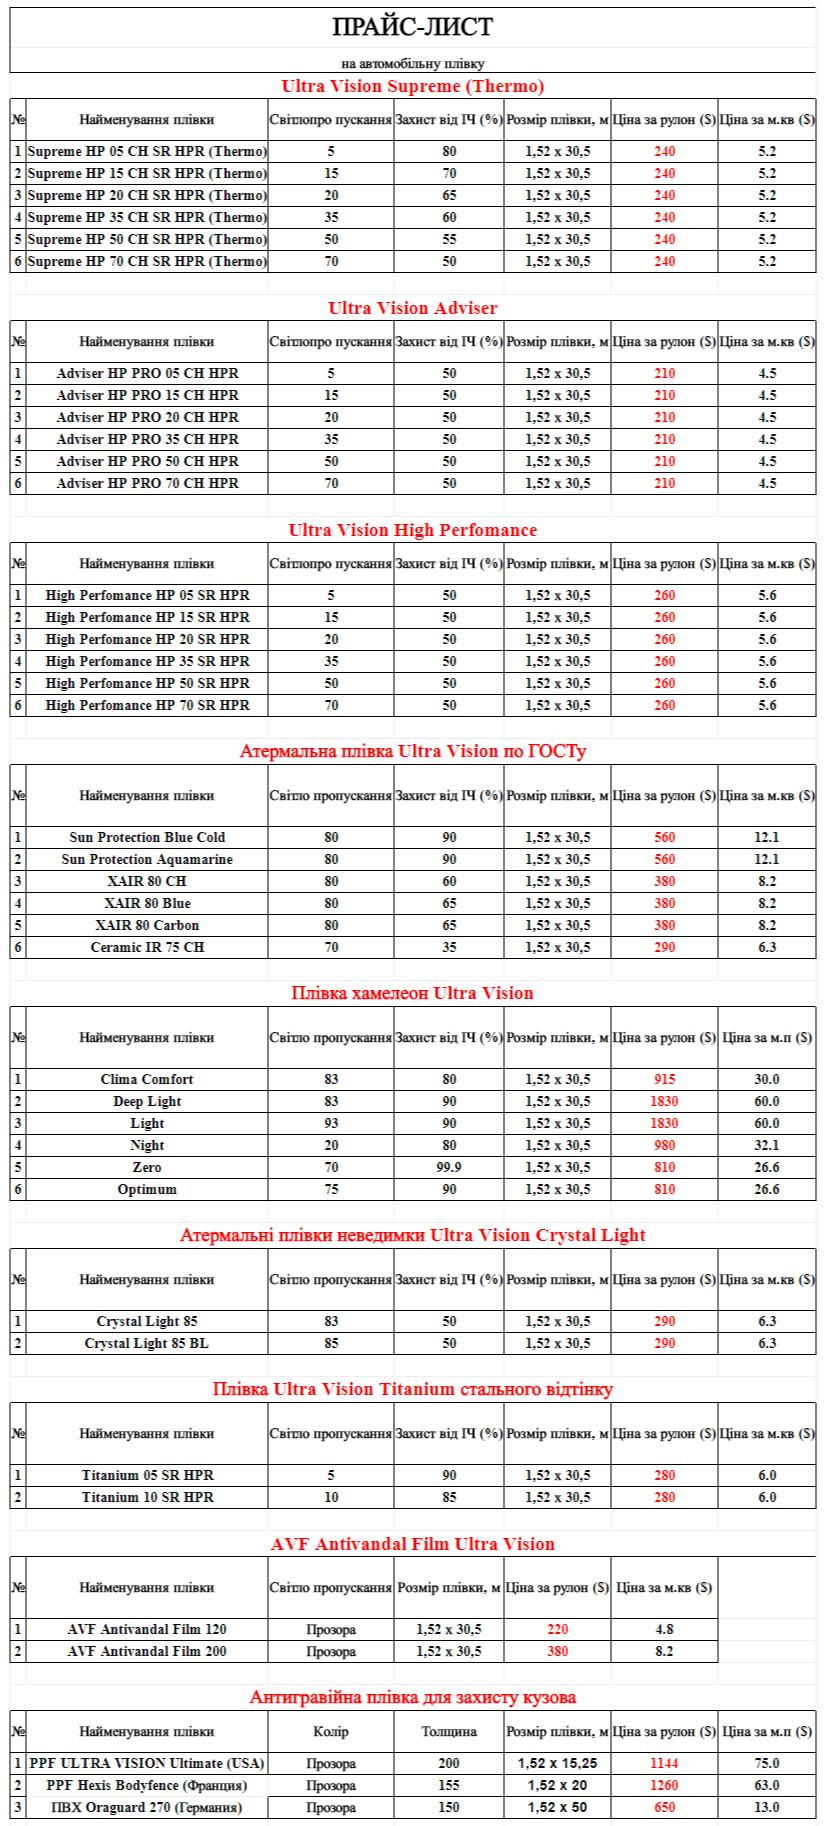 ПРАЙС-ЛИСТ
на автомобільну плівку
Ultra Vision Supreme (Thermo)
№ Найменування плівки Світлопро пускання Захист від ІЧ (%) Розмір плівки, м Ціна за рулон ($) Ціна за м.кв ($)
1 Supreme HP 05 CH SR HPR (Thermo) 5 80 1,52 x 30,5 240 5.2
2 Supreme HP 15 CH SR HPR (Thermo) 15 70 1,52 x 30,5 240 5.2
3 Supreme HP 20 CH SR HPR (Thermo) 20 65 1,52 x 30,5 240 5.2
4 Supreme HP 35 CH SR HPR (Thermo) 35 60 1,52 x 30,5 240 5.2
5 Supreme HP 50 CH SR HPR (Thermo) 50 55 1,52 x 30,5 240 5.2
6 Supreme HP 70 CH SR HPR (Thermo) 70 50 1,52 x 30,5 240 5.2
Ultra Vision Adviser
№ Найменування плівки Світлопро пускання Захист від ІЧ (%) Розмір плівки, м Ціна за рулон ($) Ціна за м.кв ($)
1 Adviser HP PRO 05 CH HPR 5 50 1,52 x 30,5 210 4.5
2 Adviser HP PRO 15 CH HPR 15 50 1,52 x 30,5 210 4.5
3 Adviser HP PRO 20 CH HPR 20 50 1,52 x 30,5 210 4.5
4 Adviser HP PRO 35 CH HPR 35 50 1,52 x 30,5 210 4.5
5 Adviser HP PRO 50 CH HPR 50 50 1,52 x 30,5 210 4.5
6 Adviser HP PRO 70 CH HPR 70 50 1,52 x 30,5 210 4.5
Ultra Vision High Perfomance
№ Найменування плівки Світлопро пускання Захист від ІЧ (%) Розмір плівки, м Ціна за рулон ($) Ціна за м.кв ($)
1 High Perfomance HP 05 SR HPR 5 50 1,52 x 30,5 260 5.6
2 High Perfomance HP 15 SR HPR 15 50 1,52 x 30,5 260 5.6
3 High Perfomance HP 20 SR HPR 20 50 1,52 x 30,5 260 5.6
4 High Perfomance HP 35 SR HPR 35 50 1,52 x 30,5 260 5.6
5 High Perfomance HP 50 SR HPR 50 50 1,52 x 30,5 260 5.6
6 High Perfomance HP 70 SR HPR 70 50 1,52 x 30,5 260 5.6
Атермальна плівка Ultra Vision по ГОСТу
№ Найменування плівки Світло пропускання Захист від ІЧ (%) Розмір плівки, м Ціна за рулон ($) Ціна за м.кв ($)
1 Sun Protection Blue Cold 80 90 1,52 x 30,5 560 12.1
2 Sun Protection Aquamarine 80 90 1,52 x 30,5 560 12.1
3 XAIR 80 CH 80 60 1,52 x 30,5 380 8.2
4 XAIR 80 Blue 80 65 1,52 x 30,5 380 8.2
5 XAIR 80 Carbon 80 65 1,52 x 30,5 380 8.2
6 Ceramic IR 75 CH 70 35 1,52 x 30,5 290 6.3
Плівка хамелеон Ultra Vision
№ Найменування плівки Світло пропускання Захист від ІЧ (%) Розмір плівки, м Ціна за рулон ($) Ціна за м.п ($)
1 Clima Comfort 83 80 1,52 x 30,5 915 30.0
2 Deep Light 83 90 1,52 x 30,5 1830 60.0
3 Light 93 90 1,52 x 30,5 1830 60.0
4 Night 20 80 1,52 x 30,5 980 32.1
5 Zero 70 99.9 1,52 x 30,5 810 26.6
6 Optimum 75 90 1,52 x 30,5 810 26.6
Атермальні плівки неведимки Ultra Vision Crystal Light
№ Найменування плівки Світло пропускання Захист від ІЧ (%) Розмір плівки, м Ціна за рулон ($) Ціна за м.кв ($)
1 Crystal Light 85 83 50 1,52 x 30,5 290 6.3
2 Crystal Light 85 BL 85 50 1,52 x 30,5 290 6.3
Плівка Ultra Vision Titanium стального відтінку
№ Найменування плівки Світло пропускання Захист від ІЧ (%) Розмір плівки, м Ціна за рулон ($) Ціна за м.кв ($)
1 Titanium 05 SR HPR 5 90 1,52 x 30,5 280 6.0
2 Titanium 10 SR HPR 10 85 1,52 x 30,5 280 6.0
AVF Antivandal Film Ultra Vision
№ Найменування плівки Світло пропускання Розмір плівки, м Ціна за рулон ($) Ціна за м.кв ($)
1 AVF Antivandal Film 120 Прозора 1,52 x 30,5 220 4.8
2 AVF Antivandal Film 200 Прозора 1,52 x 30,5 380 8.2
Антигравійна плівка для захисту кузова
№ Найменування плівки Колір Толщина Розмір плівки, м Ціна за рулон ($) Ціна за м.п ($)
1 PPF ULTRA VISION Ultimate (USA) Прозора 200 1,52 x 15,25 1144 75.0
2 PPF Hexis Bodyfence (Франция) Прозора 155 1,52 x 20 1260 63.0
3 ПВХ Oraguard 270 (Германия) Прозора 150 1,52 x 50 650 13.0